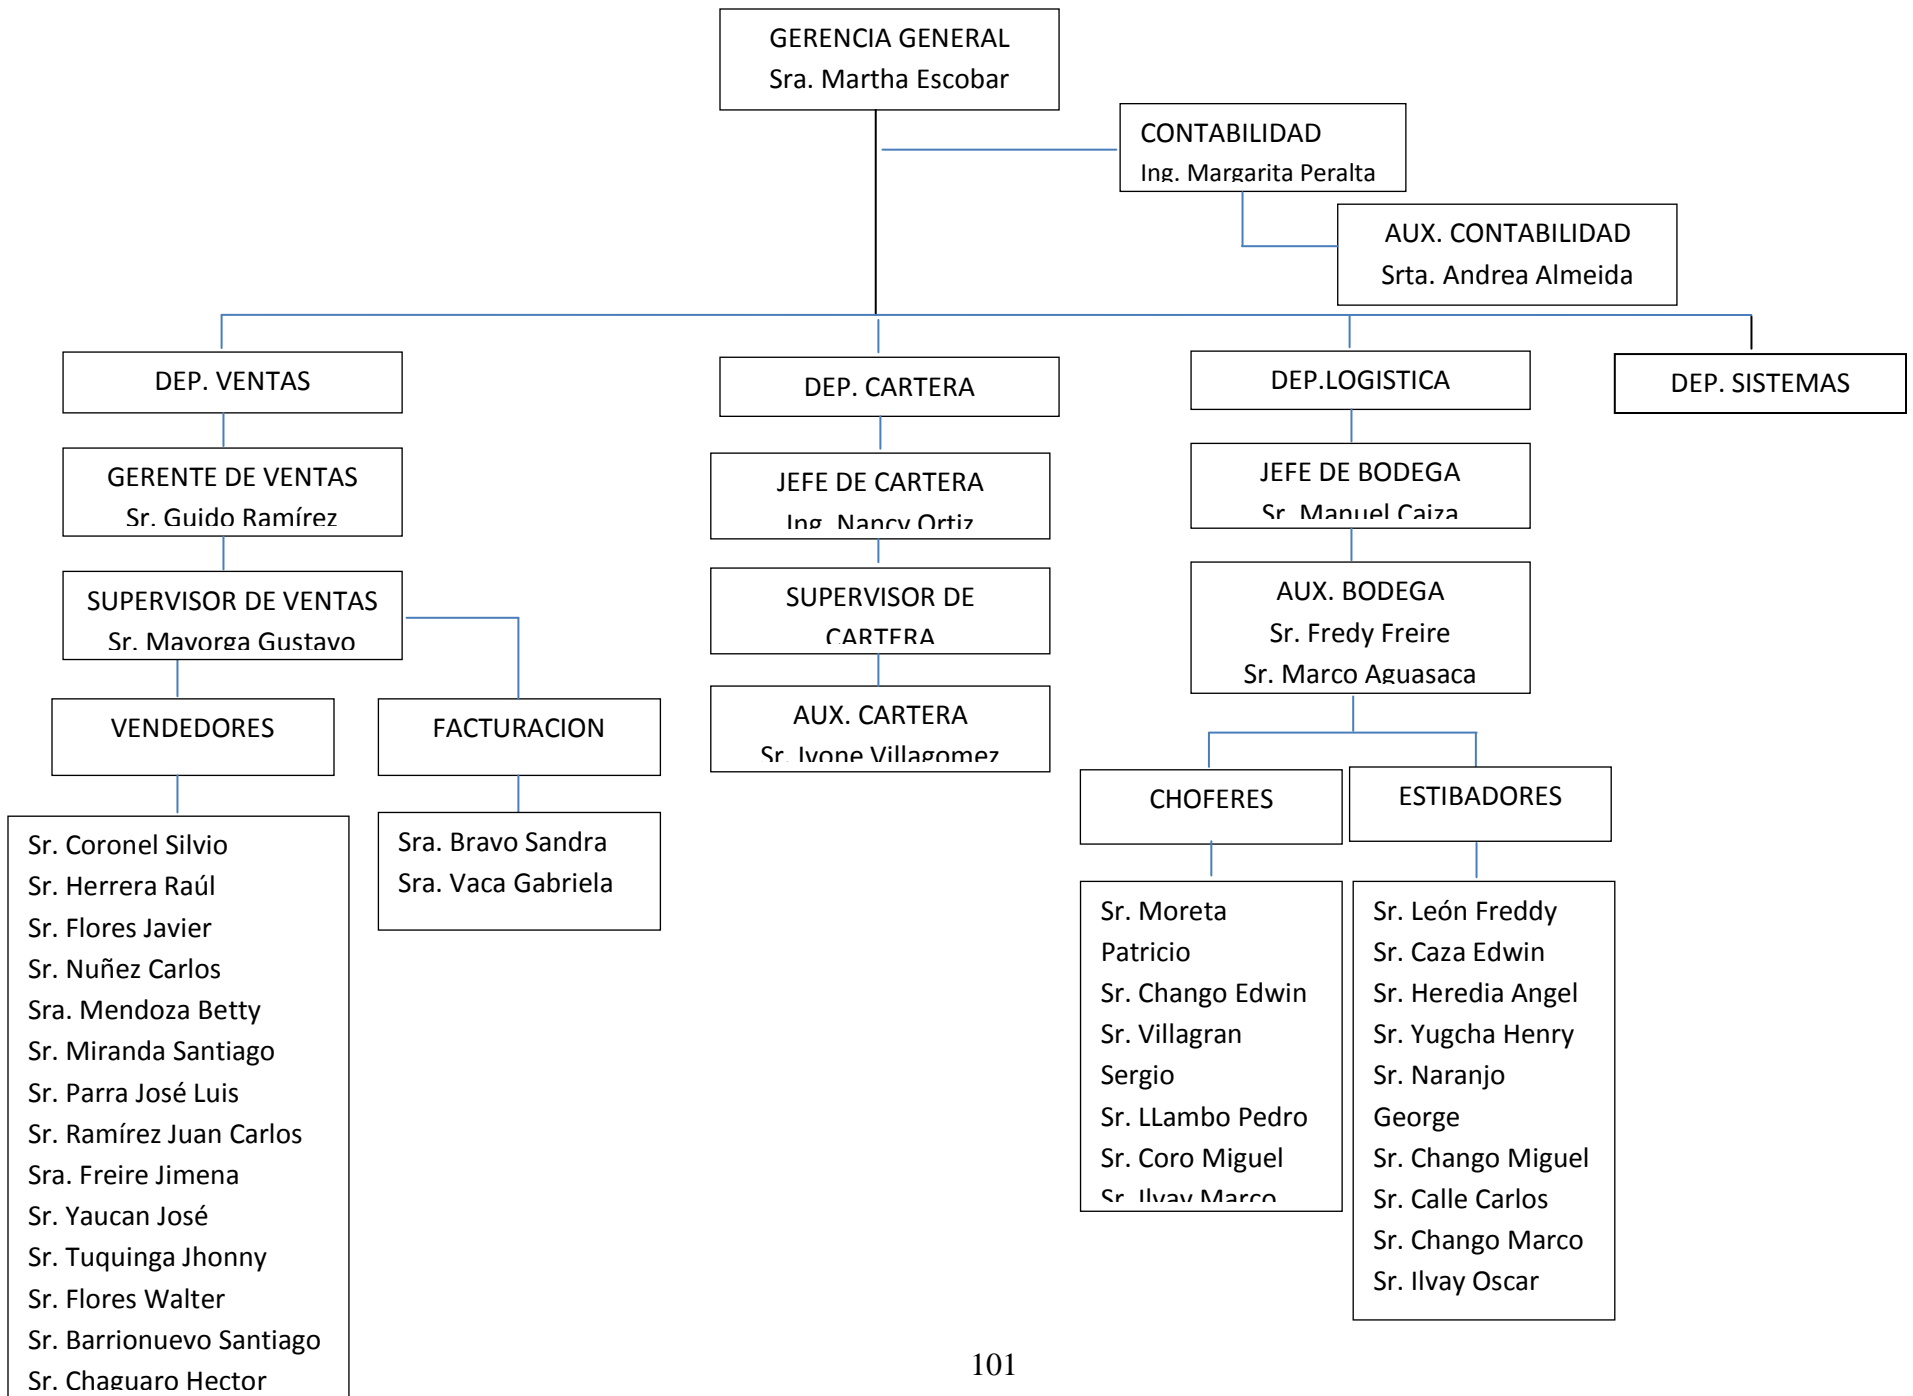 GERENCIA GENERAL
Sra. Martha Escobar
CONTABILIDAD
Ing. Margarita Peralta
AUX. CONTABILIDAD
Srta. Andrea Almeida
DEP. VENTAS
DEP. CARTERA
DEP.LOGISTICA
DEP. SISTEMAS
GERENTE DE VENTAS
Sr. Guido Ramírez
JEFE DE CARTERA
Ing. Nancy Ortiz
JEFE DE BODEGA
Sr. Manuel Caiza
SUPERVISOR DE VENTAS
Sr. Mayorga Gustavo
SUPERVISOR DE
CARTERA
AUX. BODEGA
Sr. Fredy Freire
Sr. Marco Aguasaca
VENDEDORES
FACTURACION
AUX. CARTERA
Sr. Ivone Villagomez
CHOFERES
ESTIBADORES
Sr. Coronel Silvio
Sr. Herrera Raúl
Sr. Flores Javier
Sr. Nuñez Carlos
Sra. Mendoza Betty
Sr. Miranda Santiago
Sr. Parra José Luis
Sr. Ramírez Juan Carlos
Sra. Freire Jimena
Sr. Yaucan José
Sr. Tuquinga Jhonny
Sr. Flores Walter
Sr. Barrionuevo Santiago
Sr. Chaguaro Hector
Sra. Bravo Sandra
Sra. Vaca Gabriela
Sr. Moreta
Patricio
Sr. Chango Edwin
Sr. Villagran
Sergio
Sr. LLambo Pedro
Sr. Coro Miguel
Sr. Ilvay Marco
Sr. León Freddy
Sr. Caza Edwin
Sr. Heredia Angel
Sr. Yugcha Henry
Sr. Naranjo
George
Sr. Chango Miguel
Sr. Calle Carlos
Sr. Chango Marco
Sr. Ilvay Oscar
101